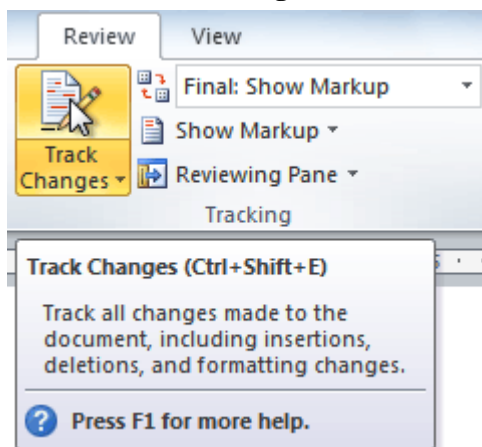 Review View
Final: Show Markup
Show Markup
Track
Changes
Reviewing Pane
Tracking
Track Changes (Ctrl+Shift+E)
Track all changes made to the
document, including insertions,
deletions, and formatting changes.
Press F1 for more help.